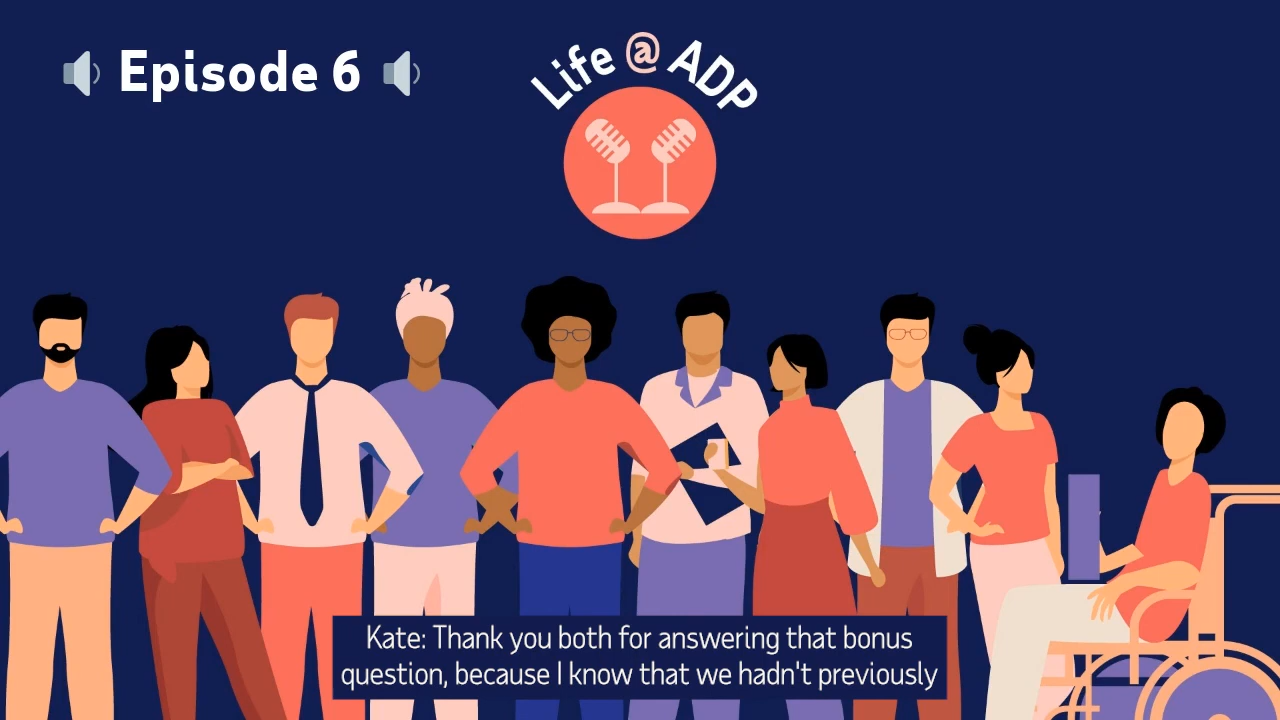 Episode 6
Life @ ADP
Kate: Thank you both for answering that bonus
question, because I know that we hadn't previously